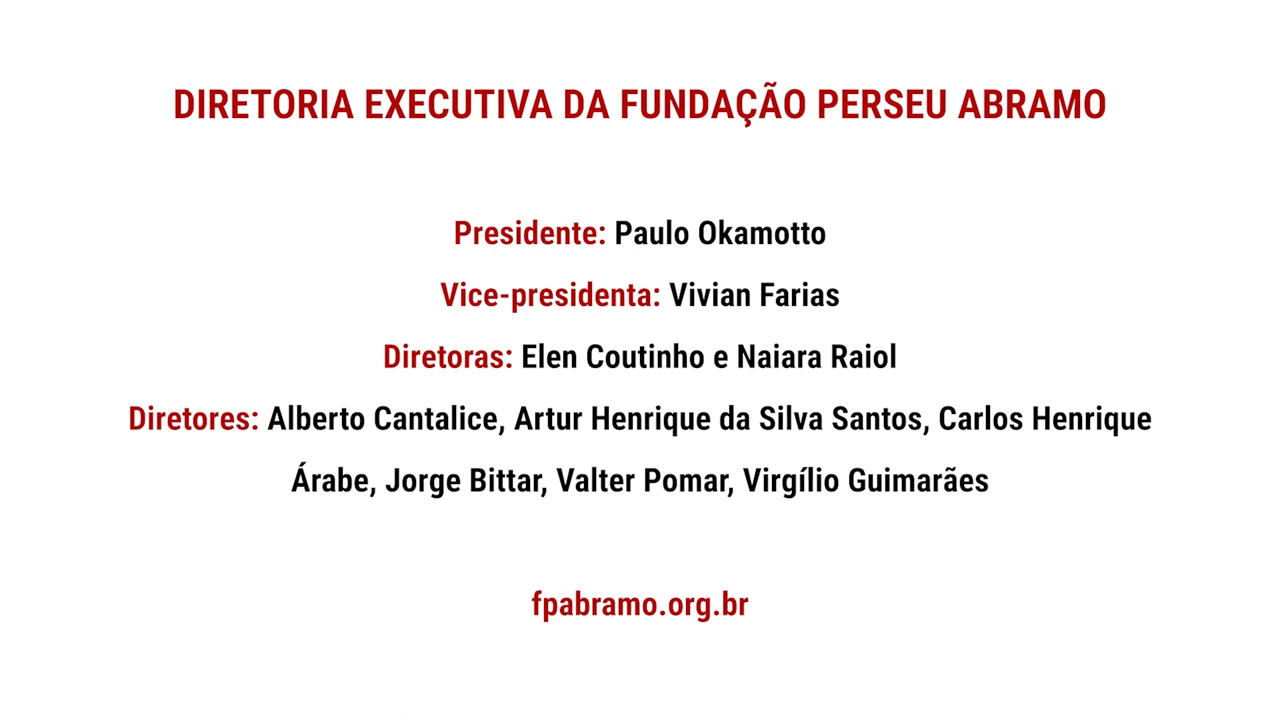 DIRETORIA EXECUTIVA DA FUNDAÇÃO PERSEU ABRAMO
Presidente: Paulo Okamotto
Vice-presidenta: Vivian Farias
Diretoras: Elen Coutinho e Naiara Raiol
Diretores: Alberto Cantalice, Artur Henrique da Silva Santos, Carlos Henrique
Árabe, Jorge Bittar, Valter Pomar, Virgílio Guimarães
fpabramo.org.br